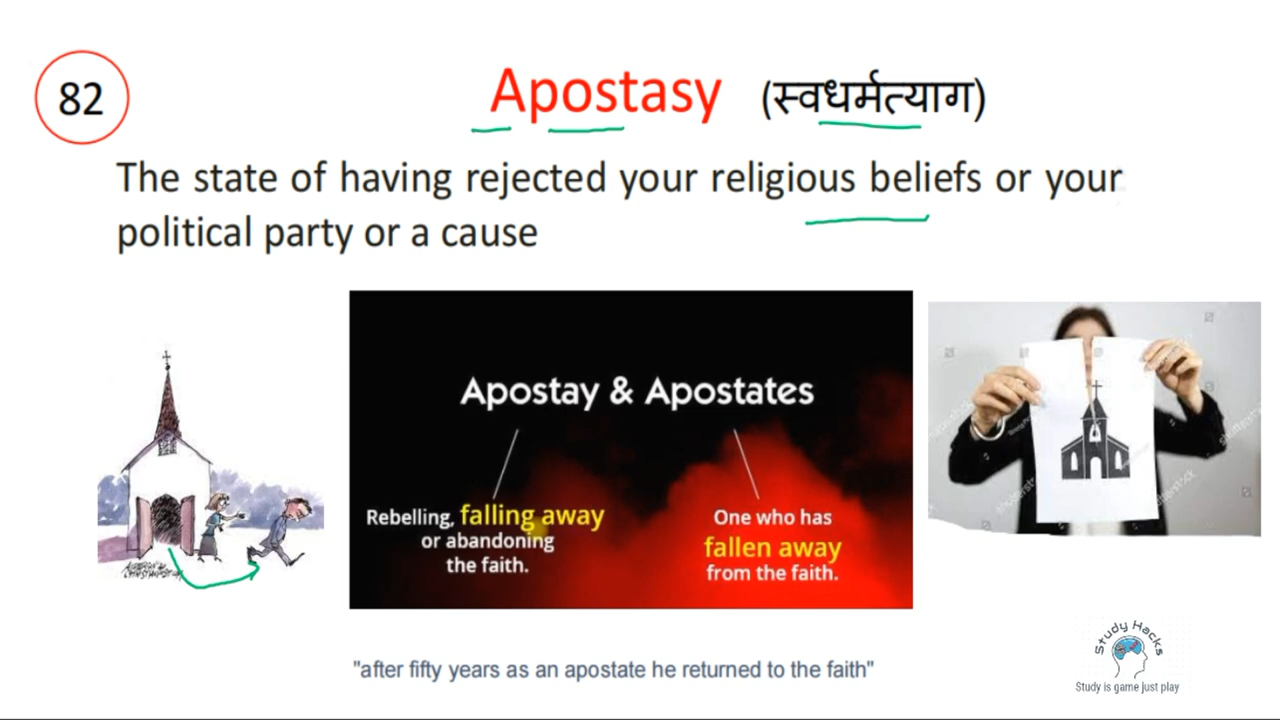 82
Apostasy (स्वधर्मत्याग)
The state of having rejected your religious beliefs or your
political party or a cause
Apostay & Apostates
Rebelling, falling away
or abandoning
the faith.
One who has
fallen away
from the faith.
"after fifty years as an apostate he returned to the faith"
Study Hacks
Study is game just play